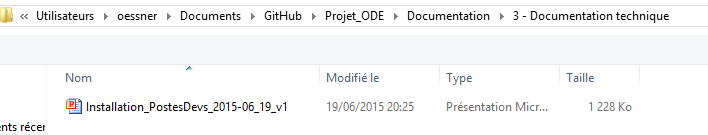 « Utilisateurs › oessner › Documents › GitHub › Projet_ODE › Documentation › 3 - Documentation technique
Nom Modifié le Type Taille
Installation_PostesDevs_2015-06_19_v1 19/06/2015 20:25 Présentation Micr... 1 228 Ko
ents récer